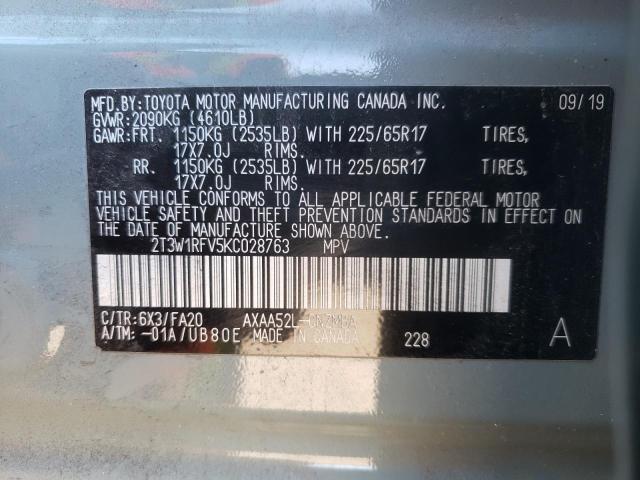 MFD.BY:TOYOTA MOTOR MANUFACTURING CANADA INC. 09/19
GVWR:2090KG (4610LB)
GAWR:FRT. 1150KG (2535LB) WITH 225/65R17 TIRES,
17X7.0J RIMS.
RR. 1150KG (2535LB) WITH 225/65R17 TIRES,
17X7.0J RIMS.
THIS VEHICLE CONFORMS TO ALL APPLICABLE FEDERAL MOTOR
VEHICLE SAFETY AND THEFT PREVENTION STANDARDS IN EFFECT ON
THE DATE OF MANUFACTURE SHOWN ABOVE.
2T3W1RFV5KC028763 MPV
C/TR:6X3/FA20
A/TM:-01A/UB80E MADE IN CANADA 228 A